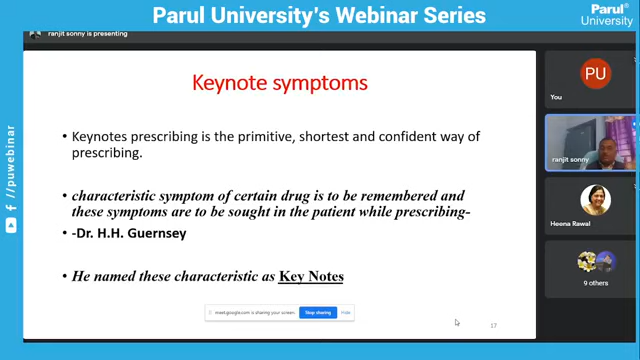 Parul University's Webinar Series
Parul®
University
ranjit sonny is presenting
Keynote symptoms
• Keynotes prescribing is the primitive, shortest and confident way of
prescribing.
• characteristic symptom of certain drug is to be remembered and
these symptoms are to be sought in the patient while prescribing-
• -Dr. H.H. Guernsey
• He named these characteristic as Key Notes
meet.google.com is sharing your screen.
Stop sharing
Hide
17
PU
You
ranjit sonny
Heena Rawal
9 others
/puwebinar